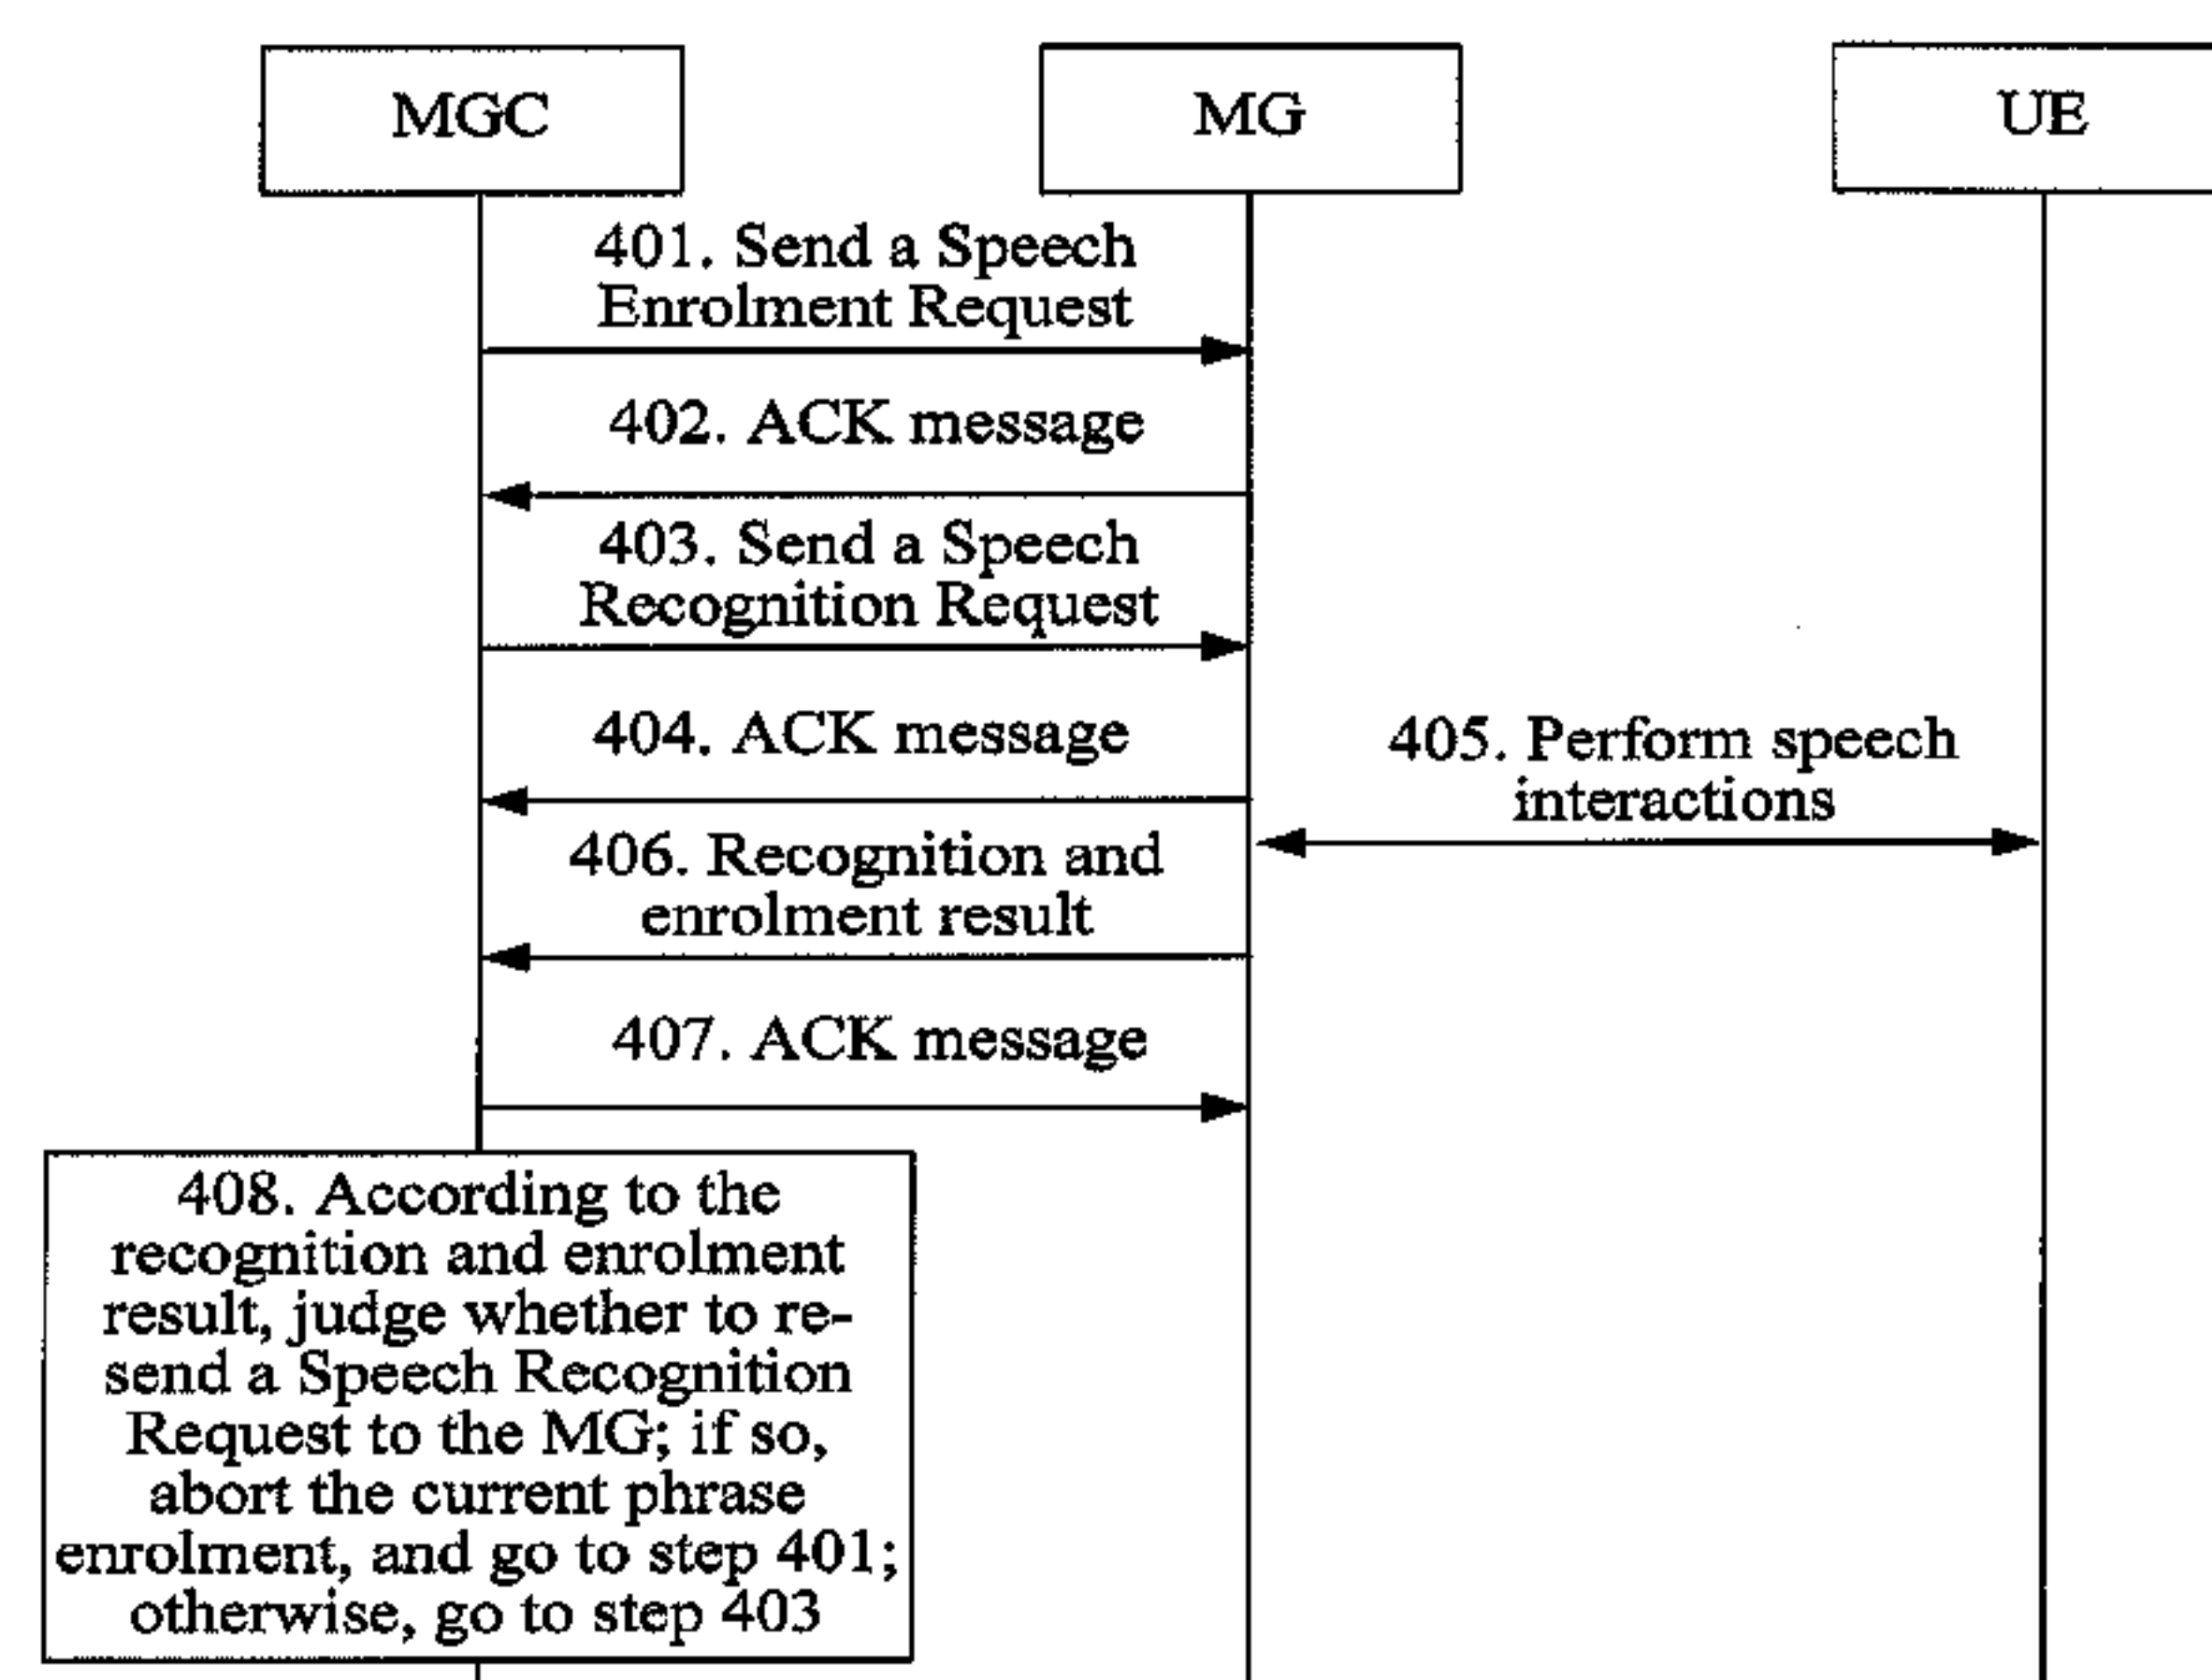 MGC
MG
UE
401. Send a Speech
Enrolment Request
402. ACK message
403. Send a Speech
Recognition Request
404. ACK message
405. Perform speech
interactions
406. Recognition and
enrolment result
407. ACK message
408. According to the
recognition and enrolment
result, judge whether to re-
send a Speech Recognition
Request to the MG; if so,
abort the current phrase
enrolment, and go to step 401;
otherwise, go to step 403